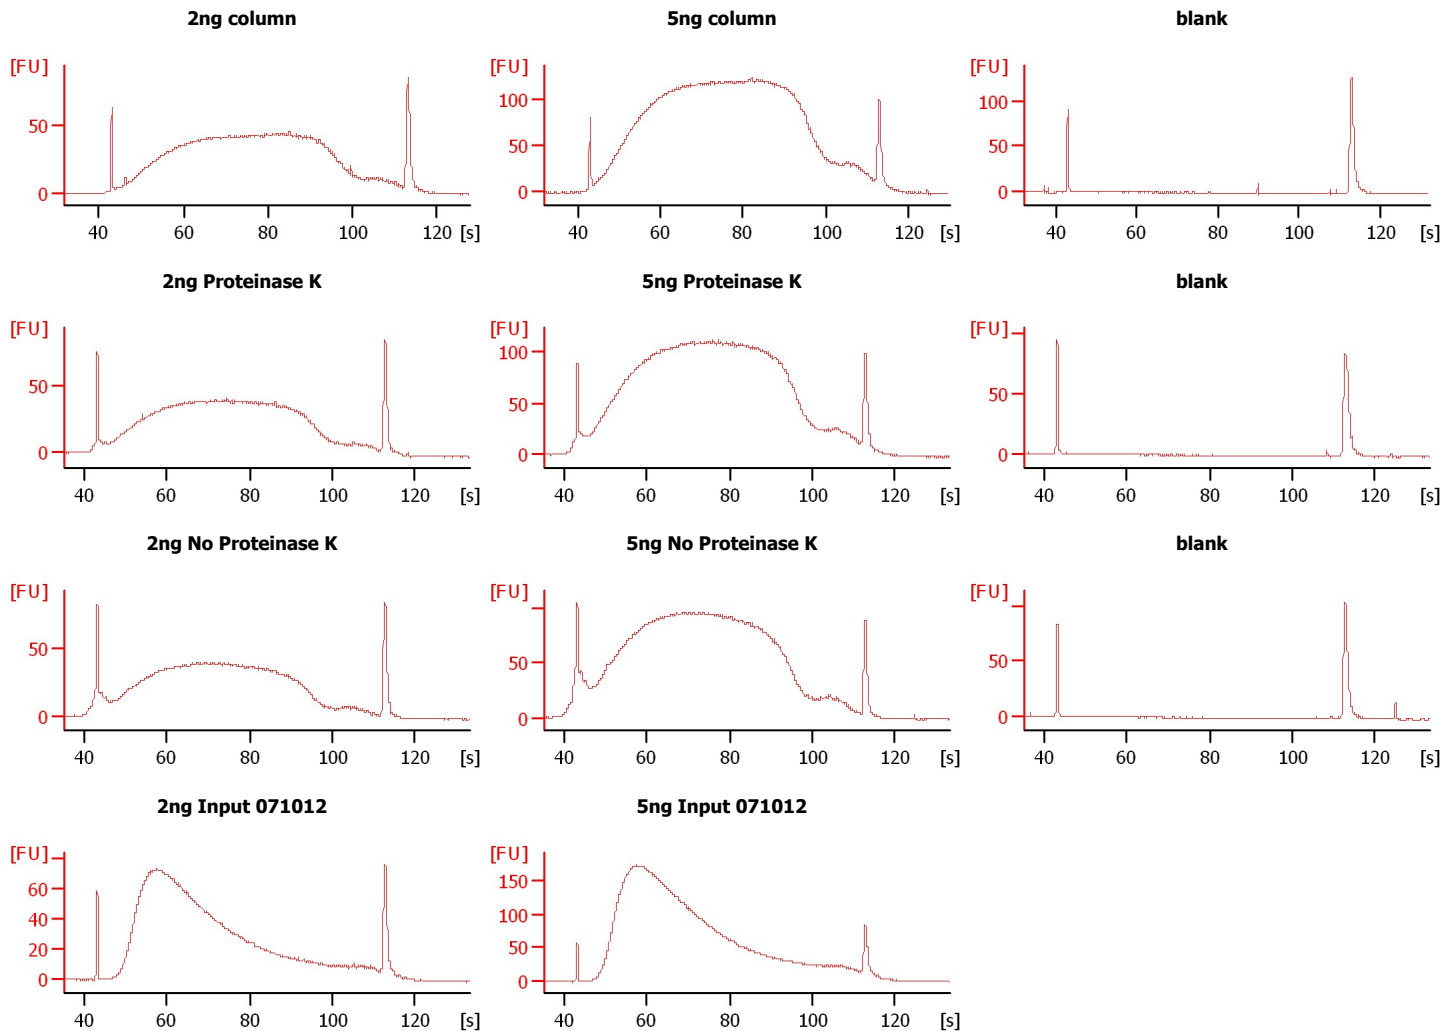 2ng column 5ng column blank
[FU] [FU] [FU]
100 100
50 50 50
0 0 0
40 60 80 100 120 [s] 40 60 80 100 120 [s] 40 60 80 100 120 [s]
2ng Proteinase K 5ng Proteinase K blank
[FU] [FU] [FU]
100
50 50 50
0 0 0
40 60 80 100 120 [s] 40 60 80 100 120 [s] 40 60 80 100 120 [s]
2ng No Proteinase K 5ng No Proteinase K blank
[FU] [FU] [FU]
50 50 50
0 0 0
40 60 80 100 120 [s] 40 60 80 100 120 [s] 40 60 80 100 120 [s]
2ng Input 071012 5ng Input 071012
[FU] [FU]
60 150
40 100
20 50
0 0
40 60 80 100 120 [s] 40 60 80 100 120 [s]